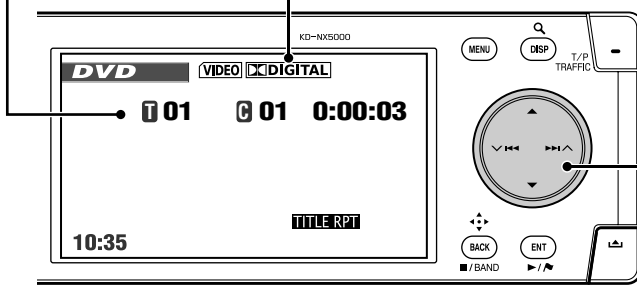 KD-NX5000
MENU
DISP
T/P
TRAFFIC
DVD VIDEO DIGITAL
T 01 C 01 0:00:03
TITLE RPT
10:35
BACK
ENT
/ BAND